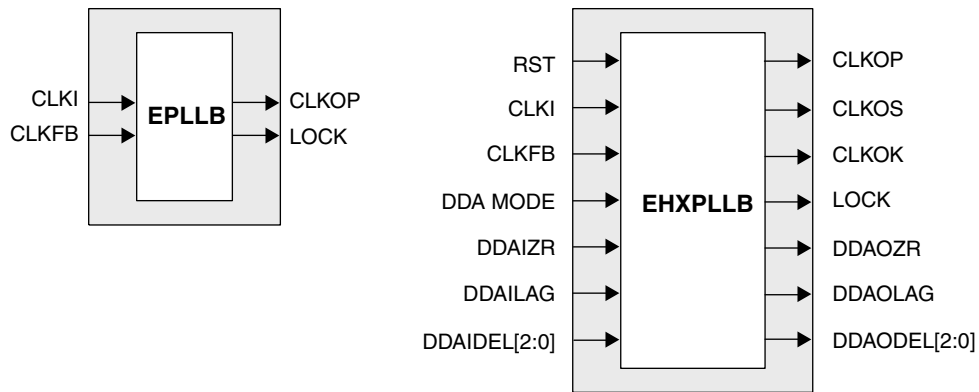 CLKI
CLKFB
EPLLB
CLKOP
LOCK
RST
CLKI
CLKFB
DDA MODE
DDAIZR
DDAILAG
DDAIDEL[2:0]
EHXPLLB
CLKOP
CLKOS
CLKOK
LOCK
DDAOZR
DDAOLAG
DDAODEL[2:0]